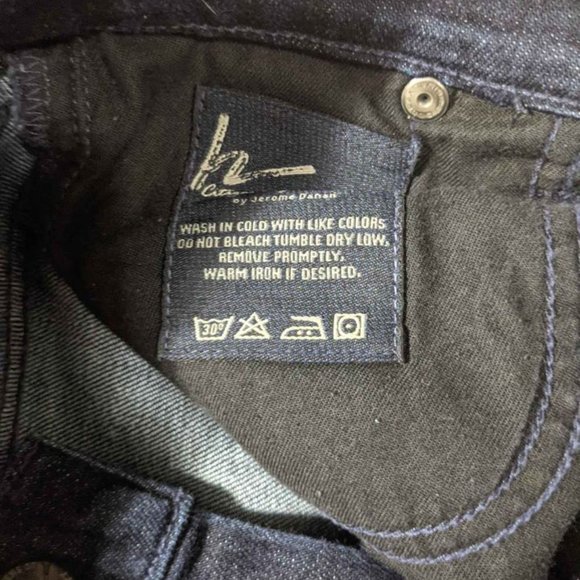 by Jerome Dahan
WASH IN COLD WITH LIKE COLORS
DO NOT BLEACH TUMBLE DRY LOW.
REMOVE PROMPTLY.
WARM IRON IF DESIRED.
30°